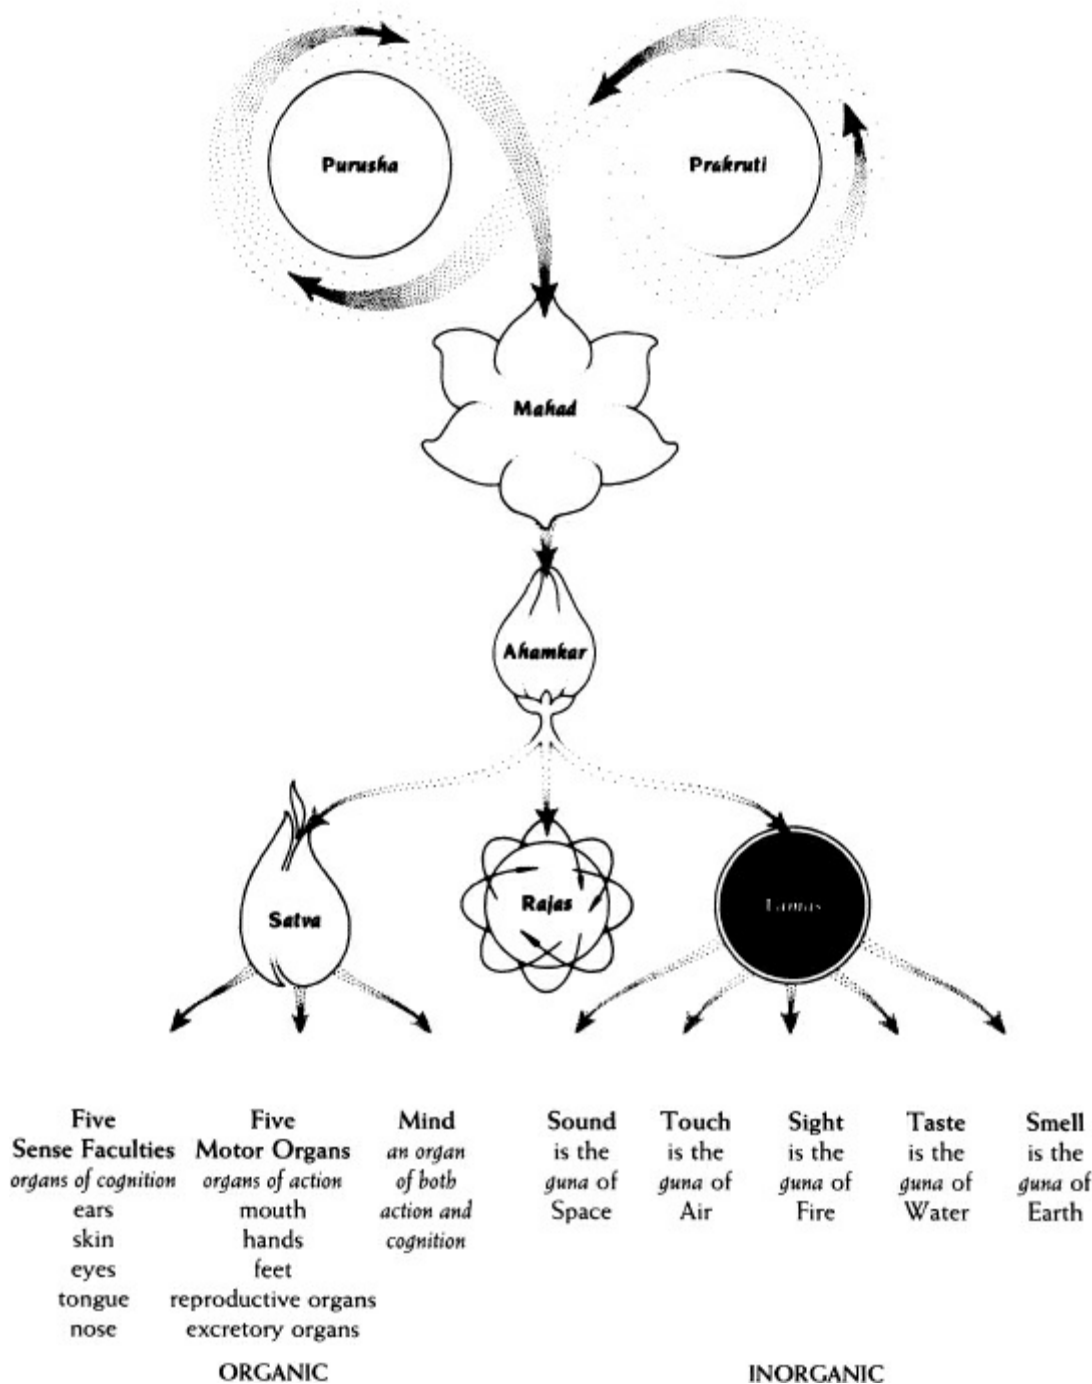 Purusha
Prakruti
Mahad
Ahamkar
Satva
Rajas
Tamas
Five
Sense Faculties
organs of cognition
ears
skin
eyes
tongue
nose
Five
Motor Organs
organs of action
mouth
hands
feet
reproductive organs
excretory organs
Mind
an organ
of both
action and
cognition
Sound
is the
guna of
Space
Touch
is the
guna of
Air
Sight
is the
guna of
Fire
Taste
is the
guna of
Water
Smell
is the
guna of
Earth
ORGANIC
INORGANIC